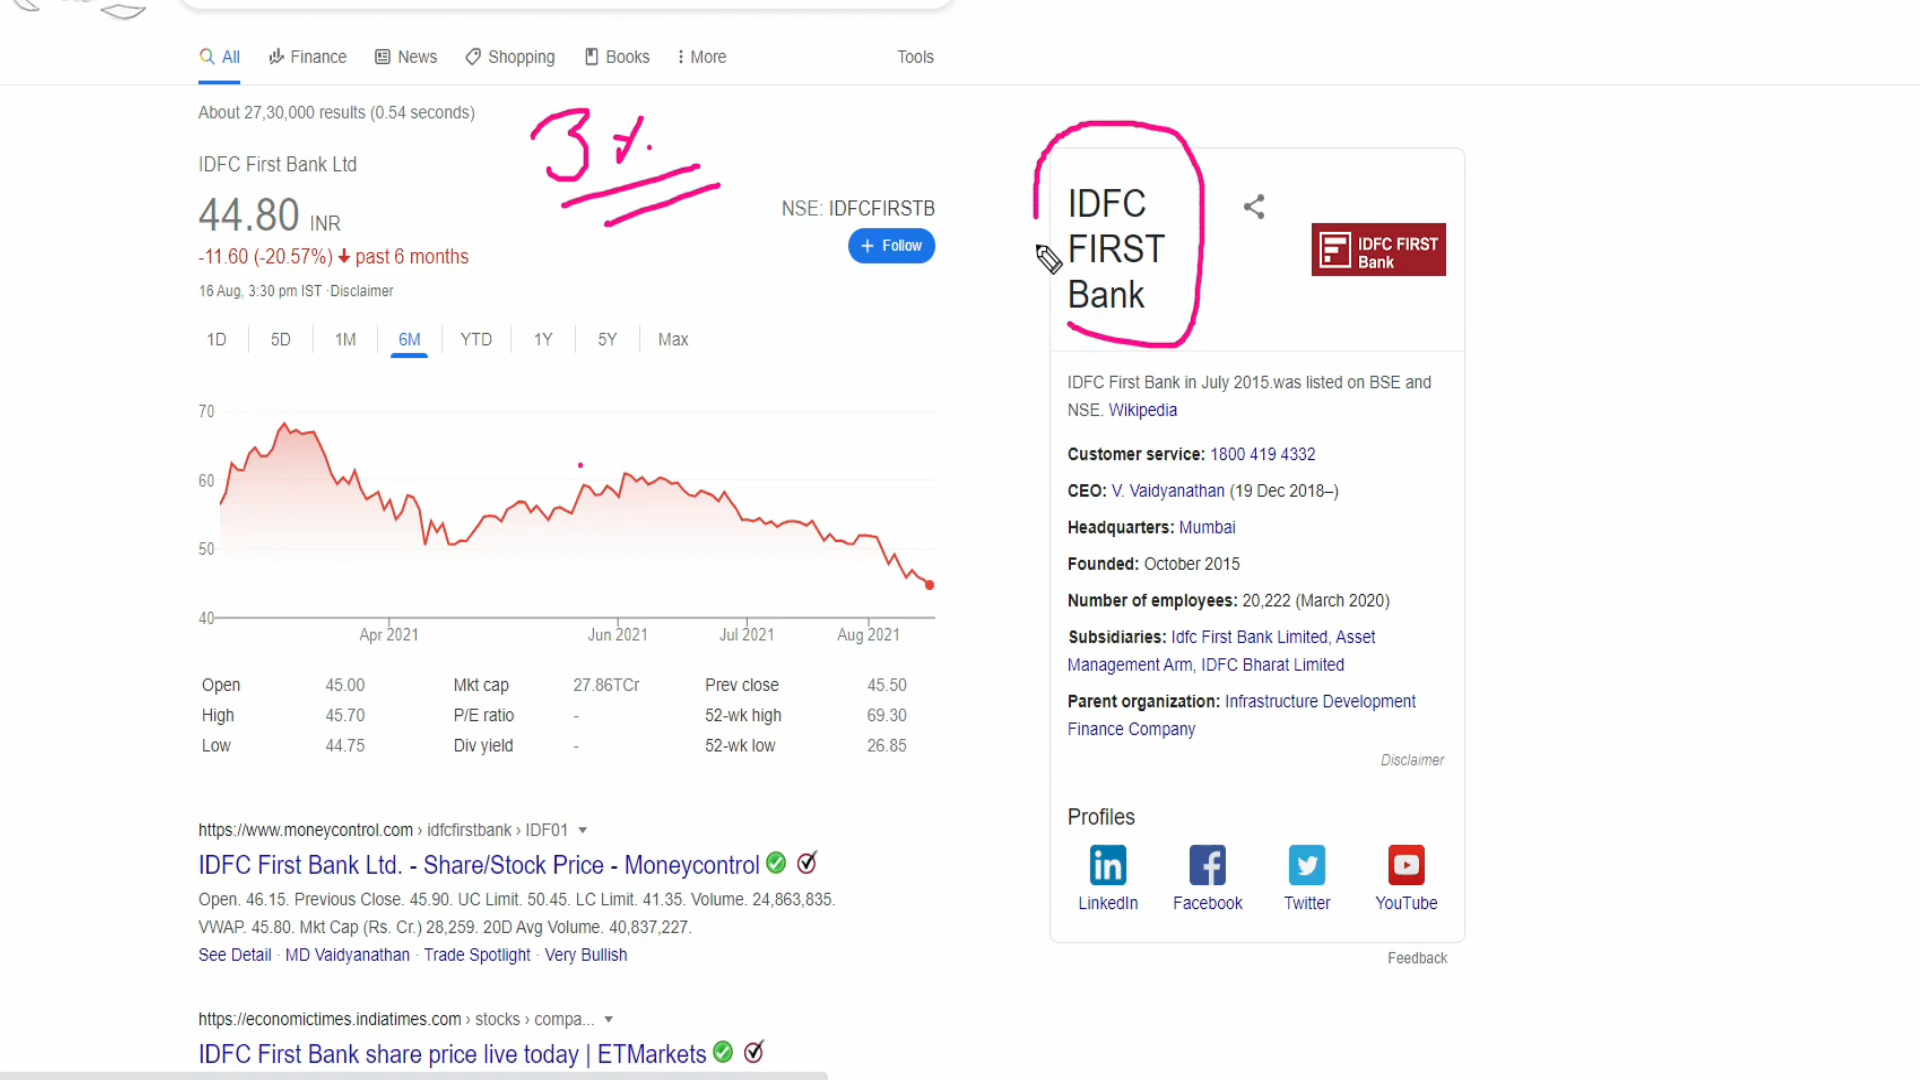 All
Finance
News
Shopping
Books
More
Tools
About 27,30,000 results (0.54 seconds)
3%
IDFC First Bank Ltd
44.80 INR
-11.60 (-20.57%) past 6 months
16 Aug, 3:30 pm IST ·Disclaimer
NSE: IDFCFIRSTB
+ Follow
1D
5D
1M
6M
YTD
1Y
5Y
Max
70
60
50
40
Apr 2021
Jun 2021
Jul 2021
Aug 2021
Open 45.00 Mkt cap 27.86TCr Prev close 45.50
High 45.70 P/E ratio - 52-wk high 69.30
Low 44.75 Div yield - 52-wk low 26.85
https://www.moneycontrol.com › idfcfirstbank › IDF01
IDFC First Bank Ltd. - Share/Stock Price - Moneycontrol
Open. 46.15. Previous Close. 45.90. UC Limit. 50.45. LC Limit. 41.35. Volume. 24,863,835.
VWAP. 45.80. Mkt Cap (Rs. Cr.) 28,259. 20D Avg Volume. 40,837,227.
See Detail · MD Vaidyanathan · Trade Spotlight · Very Bullish
https://economictimes.indiatimes.com › stocks › compa...
IDFC First Bank share price live today | ETMarkets
IDFC
FIRST
Bank
IDFC FIRST
Bank
IDFC First Bank in July 2015.was listed on BSE and
NSE. Wikipedia
Customer service: 1800 419 4332
CEO: V. Vaidyanathan (19 Dec 2018–)
Headquarters: Mumbai
Founded: October 2015
Number of employees: 20,222 (March 2020)
Subsidiaries: Idfc First Bank Limited, Asset
Management Arm, IDFC Bharat Limited
Parent organization: Infrastructure Development
Finance Company
Disclaimer
Profiles
LinkedIn
Facebook
Twitter
YouTube
Feedback